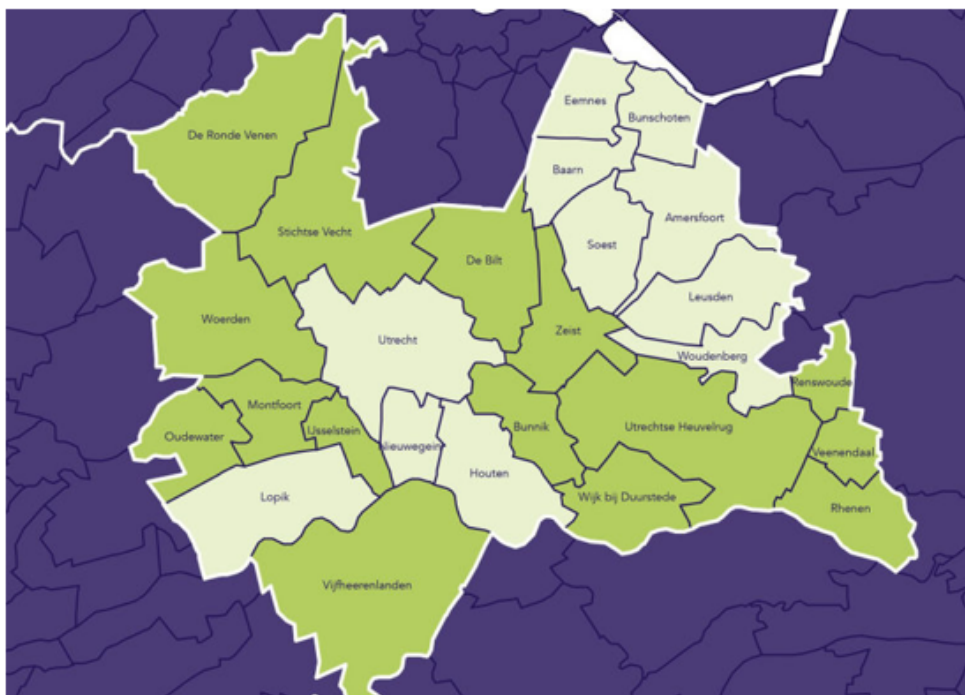 Eemnes
Bunschoten
De Ronde Venen
Baarn
Amersfoort
Stichtse Vecht
Soest
De Bilt
Leusden
Woerden
Zeist
Utrecht
Woudenberg
Renswoude
Montfoort
IJsselstein
Bunnik
Utrechtse Heuvelrug
Oudewater
Nieuwegein
Veenendaal
Houten
Lopik
Wijk bij Duurstede
Rhenen
Vijfheerenlanden